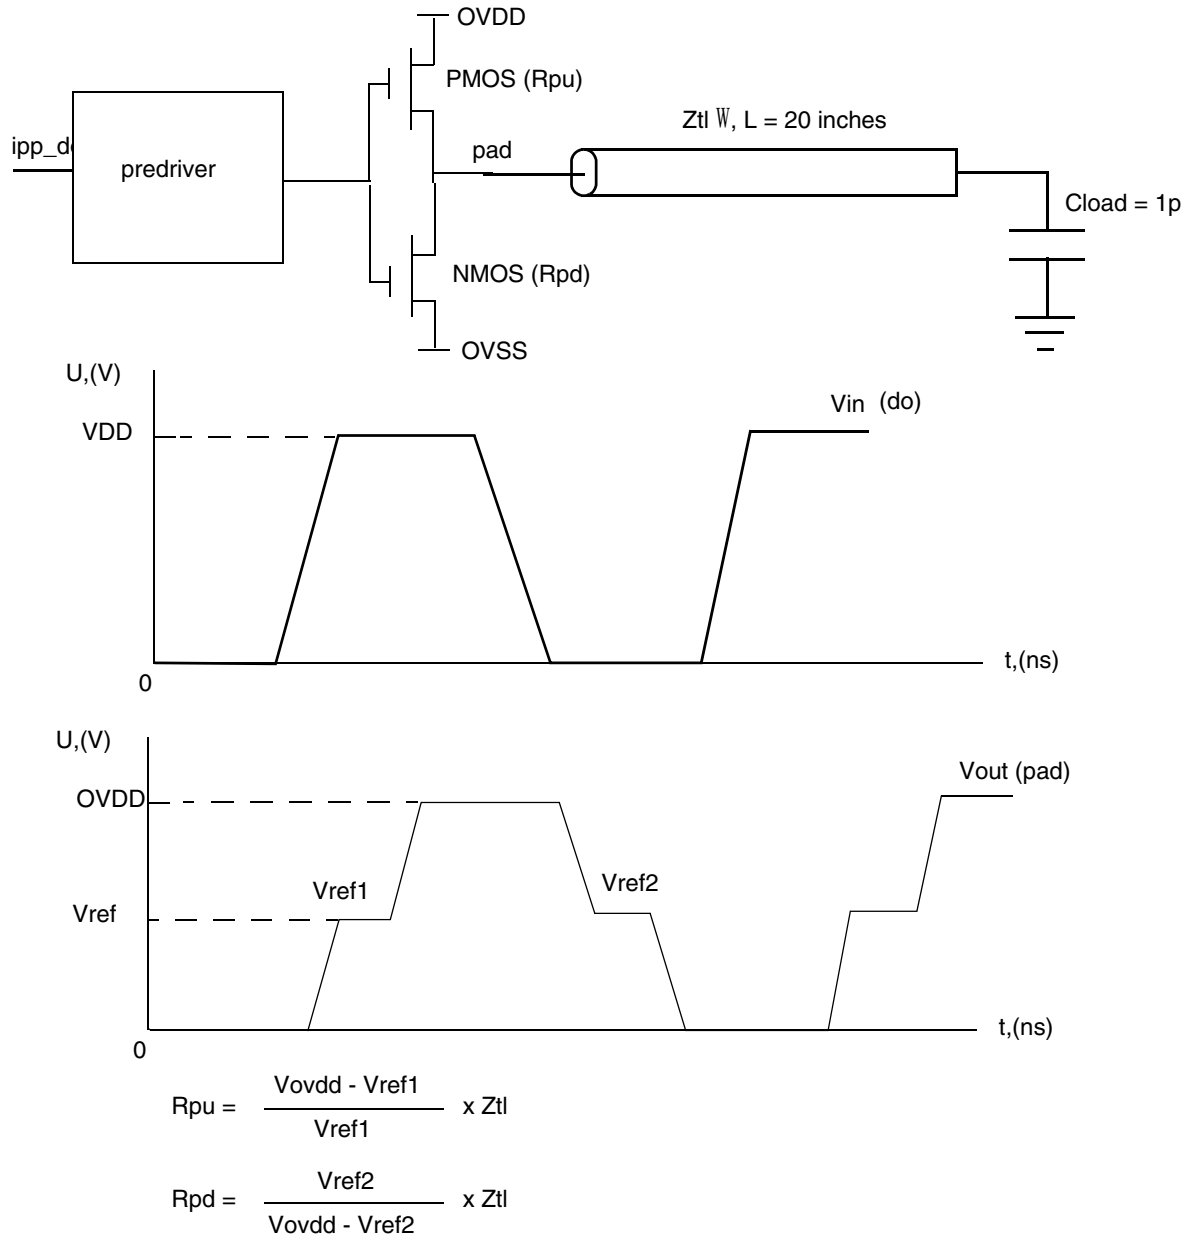 OVDD
PMOS (Rpu)
Ztl W, L = 20 inches
ipp_do
predriver
pad
Cload = 1p
NMOS (Rpd)
OVSS
U,(V)
Vin (do)
VDD
t,(ns)
0
U,(V)
Vout (pad)
OVDD
Vref1
Vref2
Vref
t,(ns)
0
Vovdd - Vref1
Rpu = x Ztl
Vref1
Vref2
Rpd = x Ztl
Vovdd - Vref2